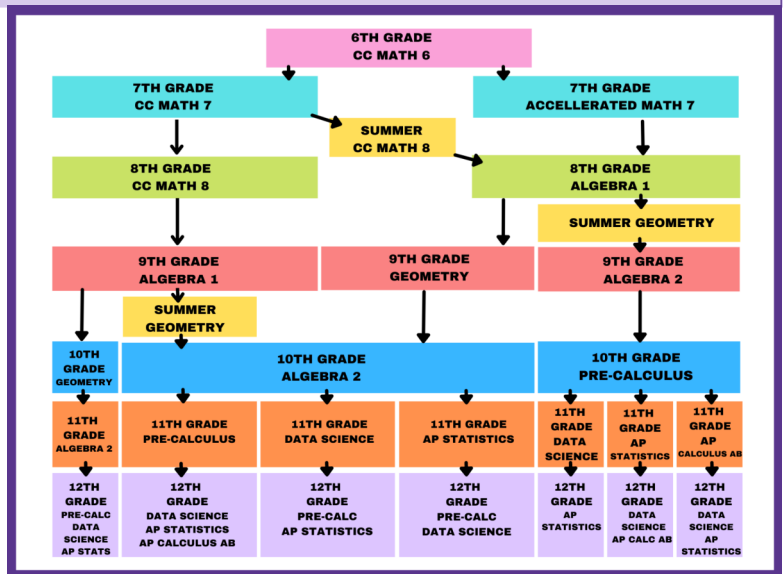 6TH GRADE
CC MATH 6
7TH GRADE
CC MATH 7
7TH GRADE
ACCELLERATED MATH 7
SUMMER
CC MATH 8
8TH GRADE
CC MATH 8
8TH GRADE
ALGEBRA 1
SUMMER GEOMETRY
9TH GRADE
ALGEBRA 1
9TH GRADE
GEOMETRY
9TH GRADE
ALGEBRA 2
SUMMER
GEOMETRY
10TH
GRADE
GEOMETRY
10TH GRADE
ALGEBRA 2
10TH GRADE
PRE-CALCULUS
11TH
GRADE
ALGEBRA 2
11TH GRADE
PRE-CALCULUS
11TH GRADE
DATA SCIENCE
11TH GRADE
AP STATISTICS
11TH
GRADE
DATA
SCIENCE
11TH
GRADE
AP
STATISTICS
11TH
GRADE
AP
CALCULUS AB
12TH
GRADE
PRE-CALC
DATA
SCIENCE
AP STATS
12TH
GRADE
DATA SCIENCE
AP STATISTICS
AP CALCULUS AB
12TH
GRADE
PRE-CALC
AP STATISTICS
12TH
GRADE
PRE-CALC
DATA SCIENCE
12TH
GRADE
AP
STATISTICS
12TH
GRADE
DATA
SCIENCE
AP CALC AB
12TH
GRADE
DATA
SCIENCE
AP
STATISTICS